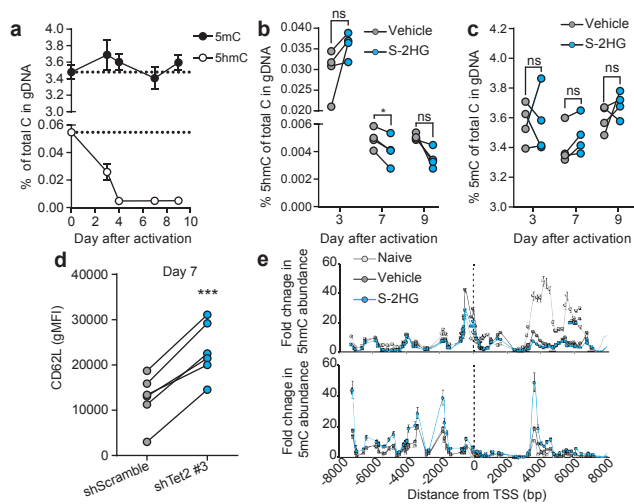 a
5mC
5hmC
% of total C in gDNA
4.0
3.8
3.6
3.4
3.2
0.06
0.04
0.02
0.00
0 2 4 6 8 10
Day after activation
b
Vehicle
S-2HG
ns
* ns
% 5hmC of total C in gDNA
0.040
0.035
0.030
0.025
0.020
0.006
0.004
0.002
0.000
3 7 9
Day after activation
c
Vehicle
S-2HG
ns ns ns
% 5mC of total C in gDNA
4.0
3.8
3.6
3.4
3.2
3 7 9
Day after activation
d
Day 7
***
CD62L (gMFI)
40000
30000
20000
10000
0
shScramble
shTet2 #3
e
Naive
Vehicle
S-2HG
Fold chnage in
5hmC abundance
60
40
20
0
Fold chnage in
5mC abundance
60
40
20
0
-8000 -6000 -4000 -2000 0 2000 4000 6000 8000
Distance from TSS (bp)